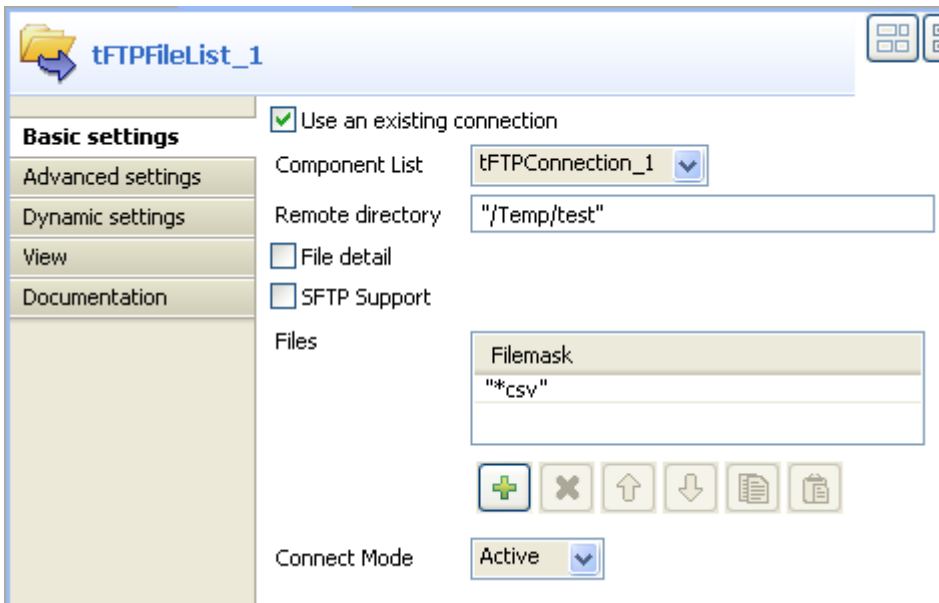 tFTPFileList_1
Basic settings
Advanced settings
Dynamic settings
View
Documentation
Use an existing connection
Component List tFTPConnection_1
Remote directory "/Temp/test"
File detail
SFTP Support
Files
Filemask
"*csv"
Connect Mode Active